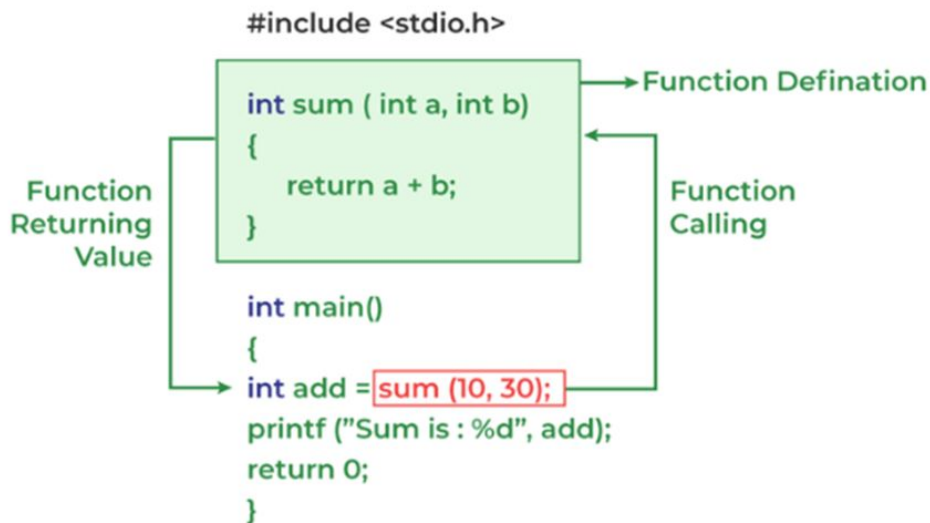 #include <stdio.h>
int sum ( int a, int b)
{
return a + b;
}
Function Defination
Function
Returning
Value
Function
Calling
int main()
{
int add = sum (10, 30);
printf (”Sum is : %d”, add);
return 0;
}